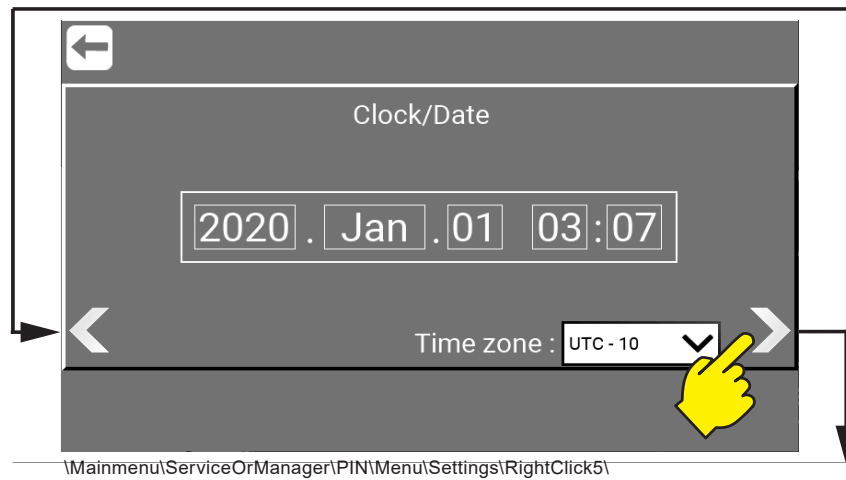 Clock/Date
2020 . Jan . 01 03 : 07
Time zone : UTC - 10
\Mainmenu\ServiceOrManager\PIN\Menu\Settings\RightClick5\